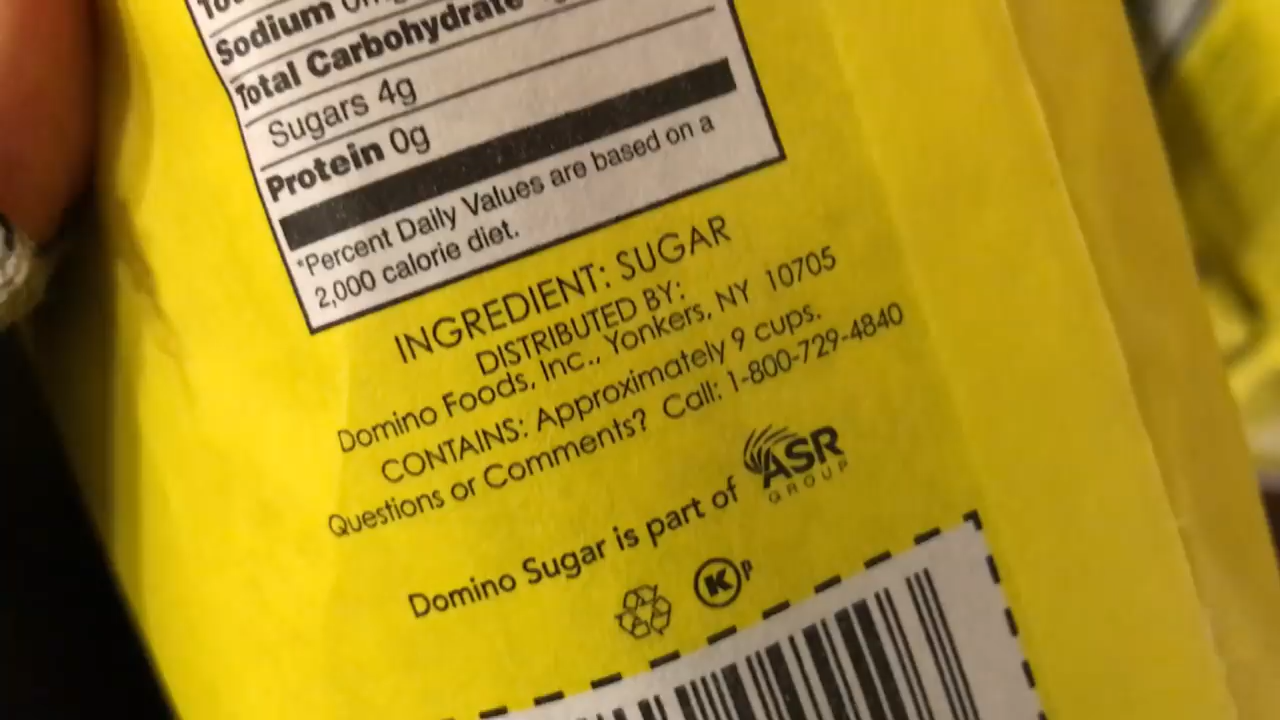 Sodium
Total Carbohydrate
Sugars 4g
Protein 0g
*Percent Daily Values are based on a
2,000 calorie diet.
INGREDIENT: SUGAR
DISTRIBUTED BY:
Domino Foods, Inc., Yonkers, NY 10705
CONTAINS: Approximately 9 cups.
Questions or Comments? Call: 1-800-729-4840
Domino Sugar is part of ASR
GROUP
K P